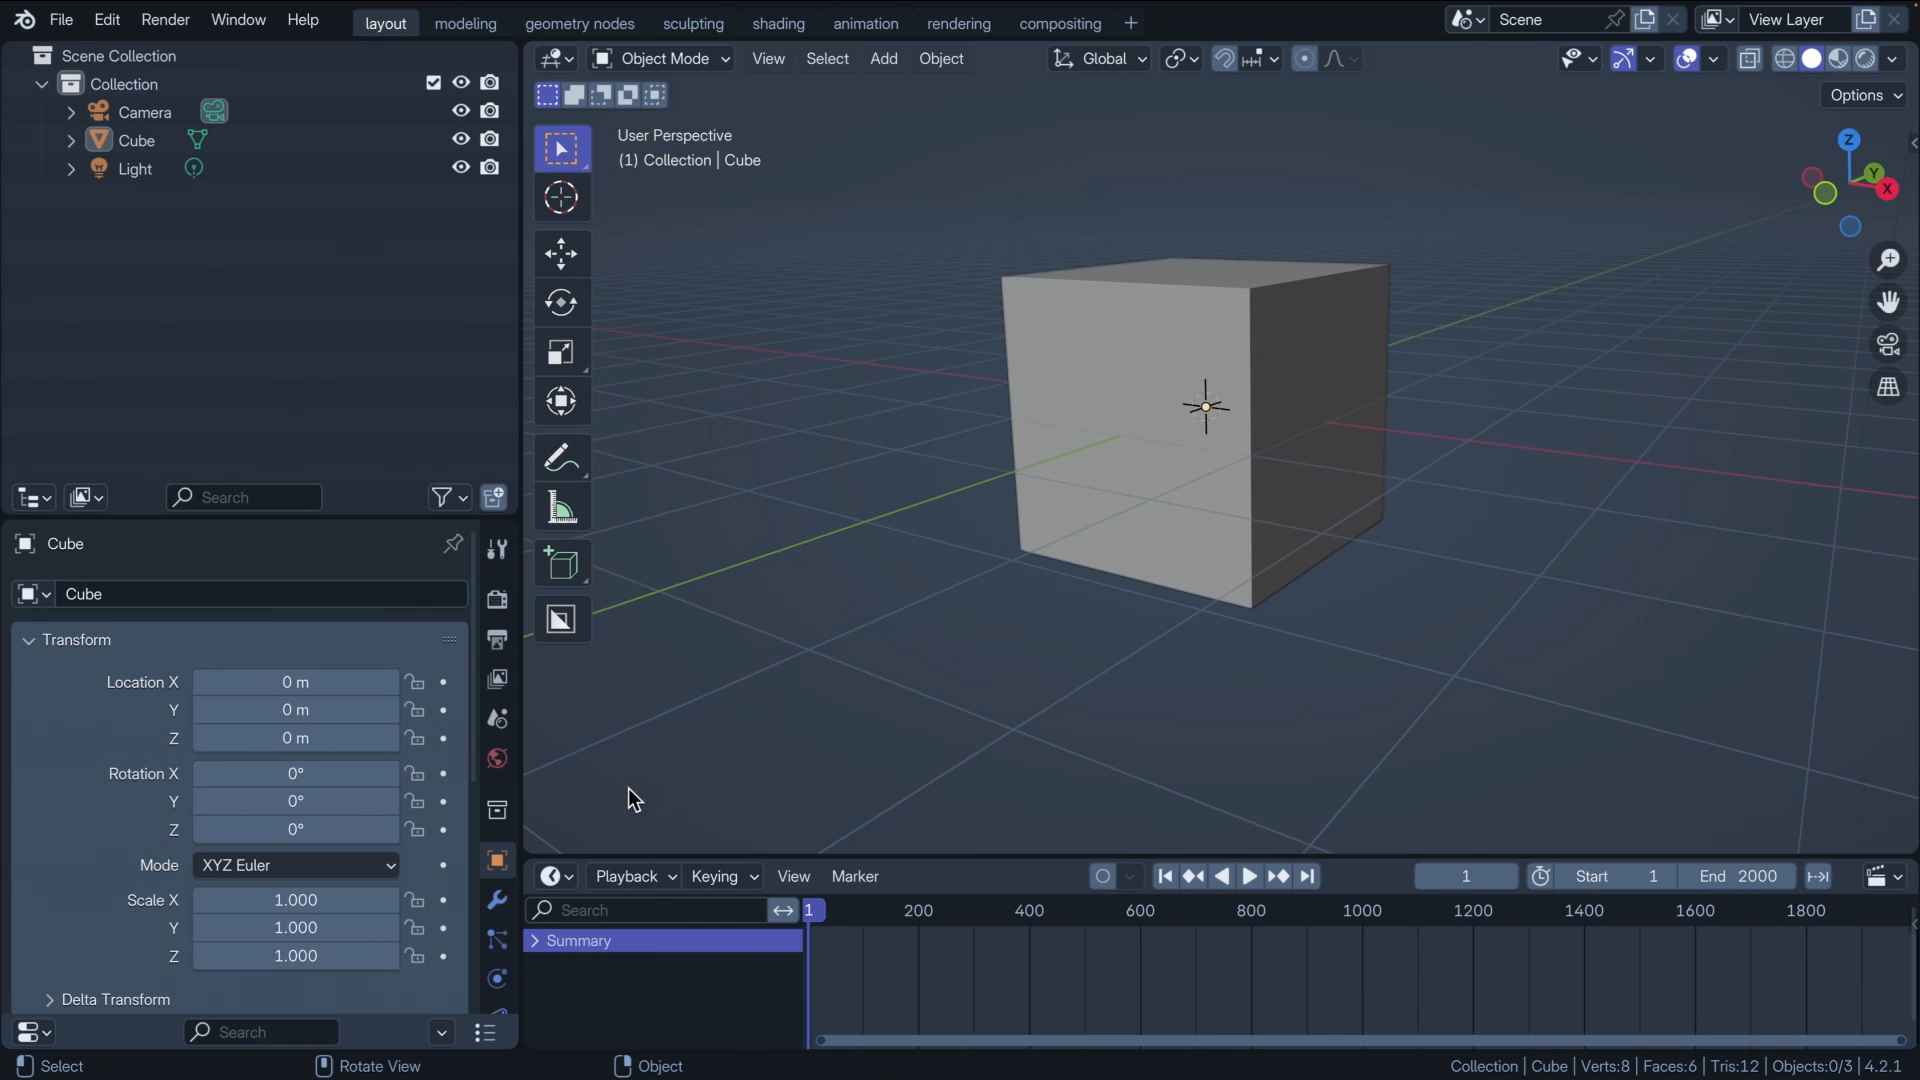 File Edit Render Window Help layout modeling geometry nodes sculpting shading animation rendering compositing + Scene View Layer
Scene Collection
Collection
Camera
Cube
Light
Search
Object Mode View Select Add Object Global
Options
User Perspective
(1) Collection | Cube
Z
Y
X
Cube
Cube
Transform
Location X 0 m
Y 0 m
Z 0 m
Rotation X 0°
Y 0°
Z 0°
Mode XYZ Euler
Scale X 1.000
Y 1.000
Z 1.000
Delta Transform
Search
Playback Keying View Marker 1 Start 1 End 2000
Search 1 200 400 600 800 1000 1200 1400 1600 1800
Summary
Select Rotate View Object Collection | Cube | Verts:8 | Faces:6 | Tris:12 | Objects:0/3 | 4.2.1